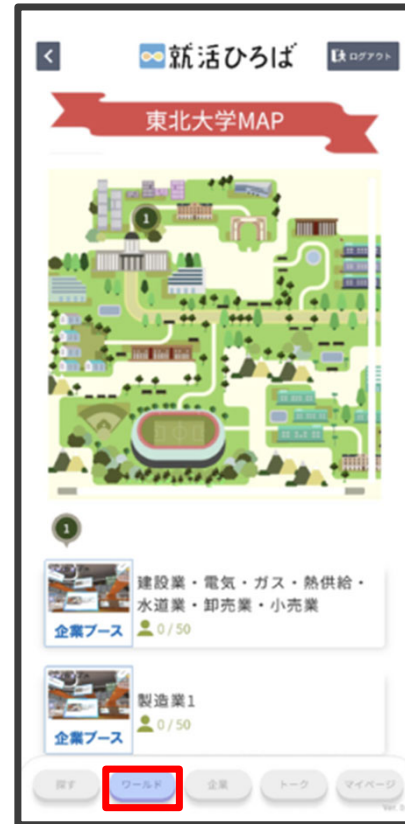 就活ひろば
ログアウト
東北大学MAP
1
1
建設業・電気・ガス・熱供給・
水道業・卸売業・小売業
企業ブース
0 / 50
製造業1
企業ブース
0 / 50
探す
ワールド
企業
トーク
マイページ